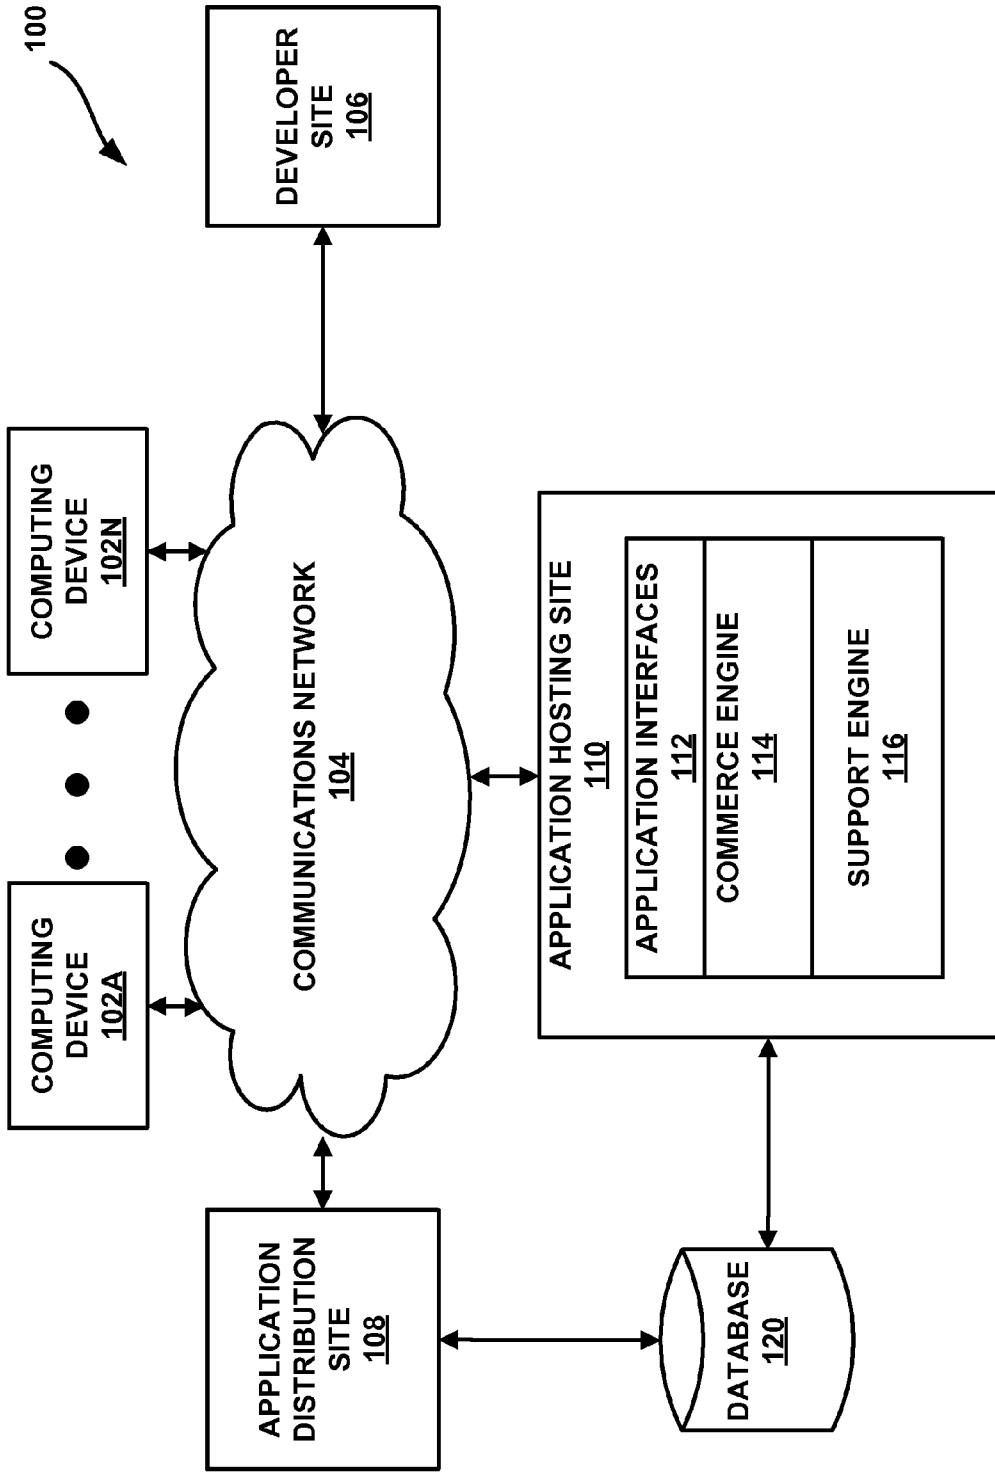 100
COMPUTING
DEVICE
102A
COMPUTING
DEVICE
102N
APPLICATION
DISTRIBUTION
SITE
108
COMMUNICATIONS NETWORK
104
DEVELOPER
SITE
106
APPLICATION HOSTING SITE
110
APPLICATION INTERFACES
112
COMMERCE ENGINE
114
SUPPORT ENGINE
116
DATABASE
120